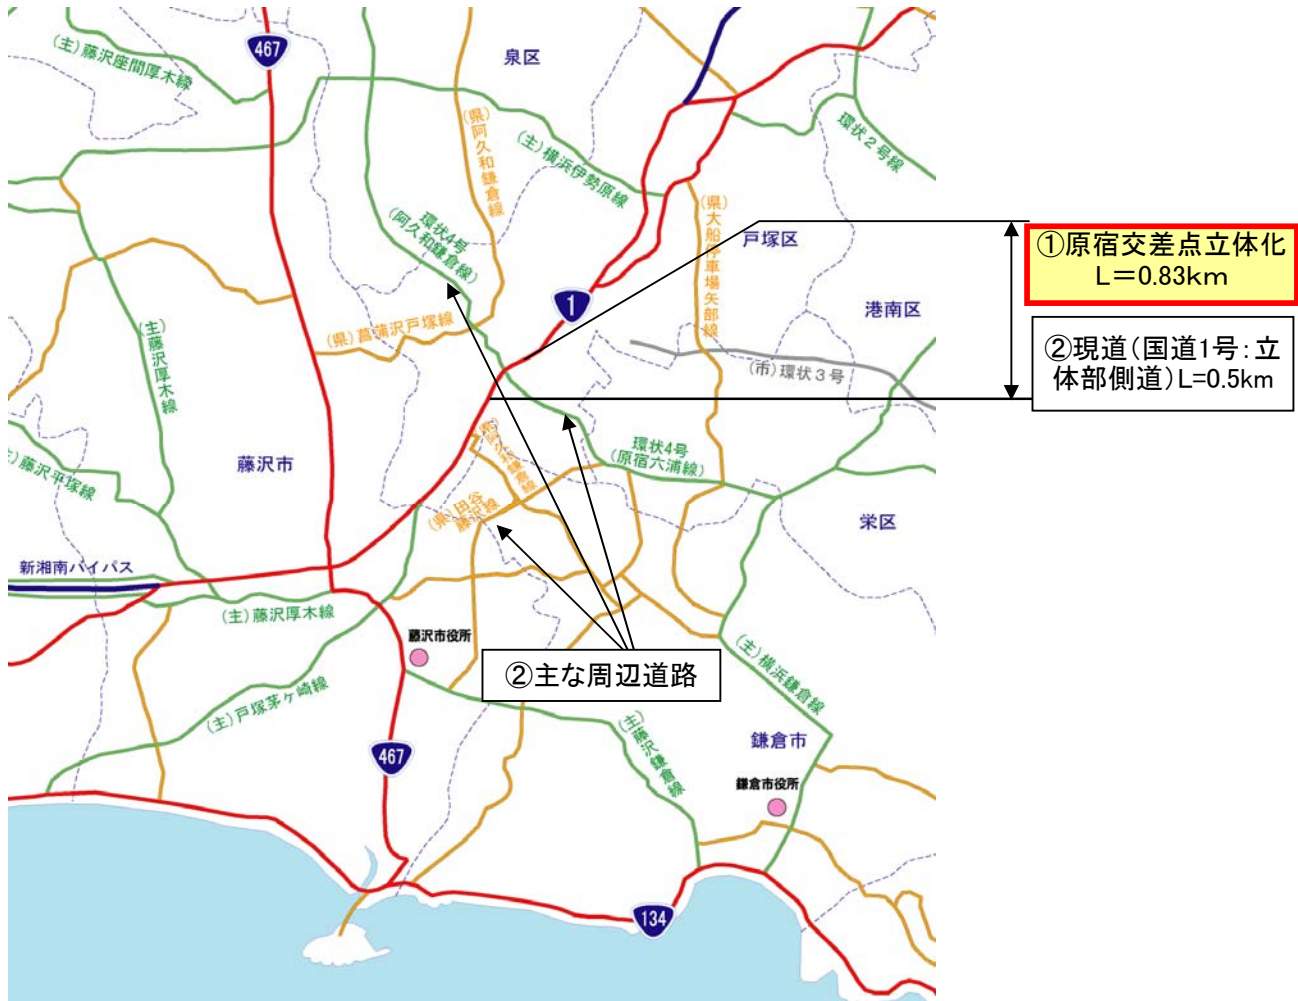 467
(主)藤沢座間厚木線
泉区
(県)阿久和鎌倉線
(主)横浜伊勢原線
環状2号線
環状4号
(阿久和鎌倉線)
(県)大船停車場矢部線
戸塚区
①原宿交差点立体化
L=0.83km
1
港南区
(県)菖蒲沢戸塚線
(主)藤沢厚木線
(市)環状3号
②現道(国道1号:立
体部側道)L=0.5km
(県)阿久和鎌倉線
環状4号
(原宿六浦線)
藤沢市
主)藤沢平塚線
(県)田谷
藤沢線
栄区
新湘南バイパス
(主)藤沢厚木線
藤沢市役所
②主な周辺道路
(主)横浜鎌倉線
(主)戸塚茅ケ崎線
(主)藤沢鎌倉線
鎌倉市
467
鎌倉市役所
134